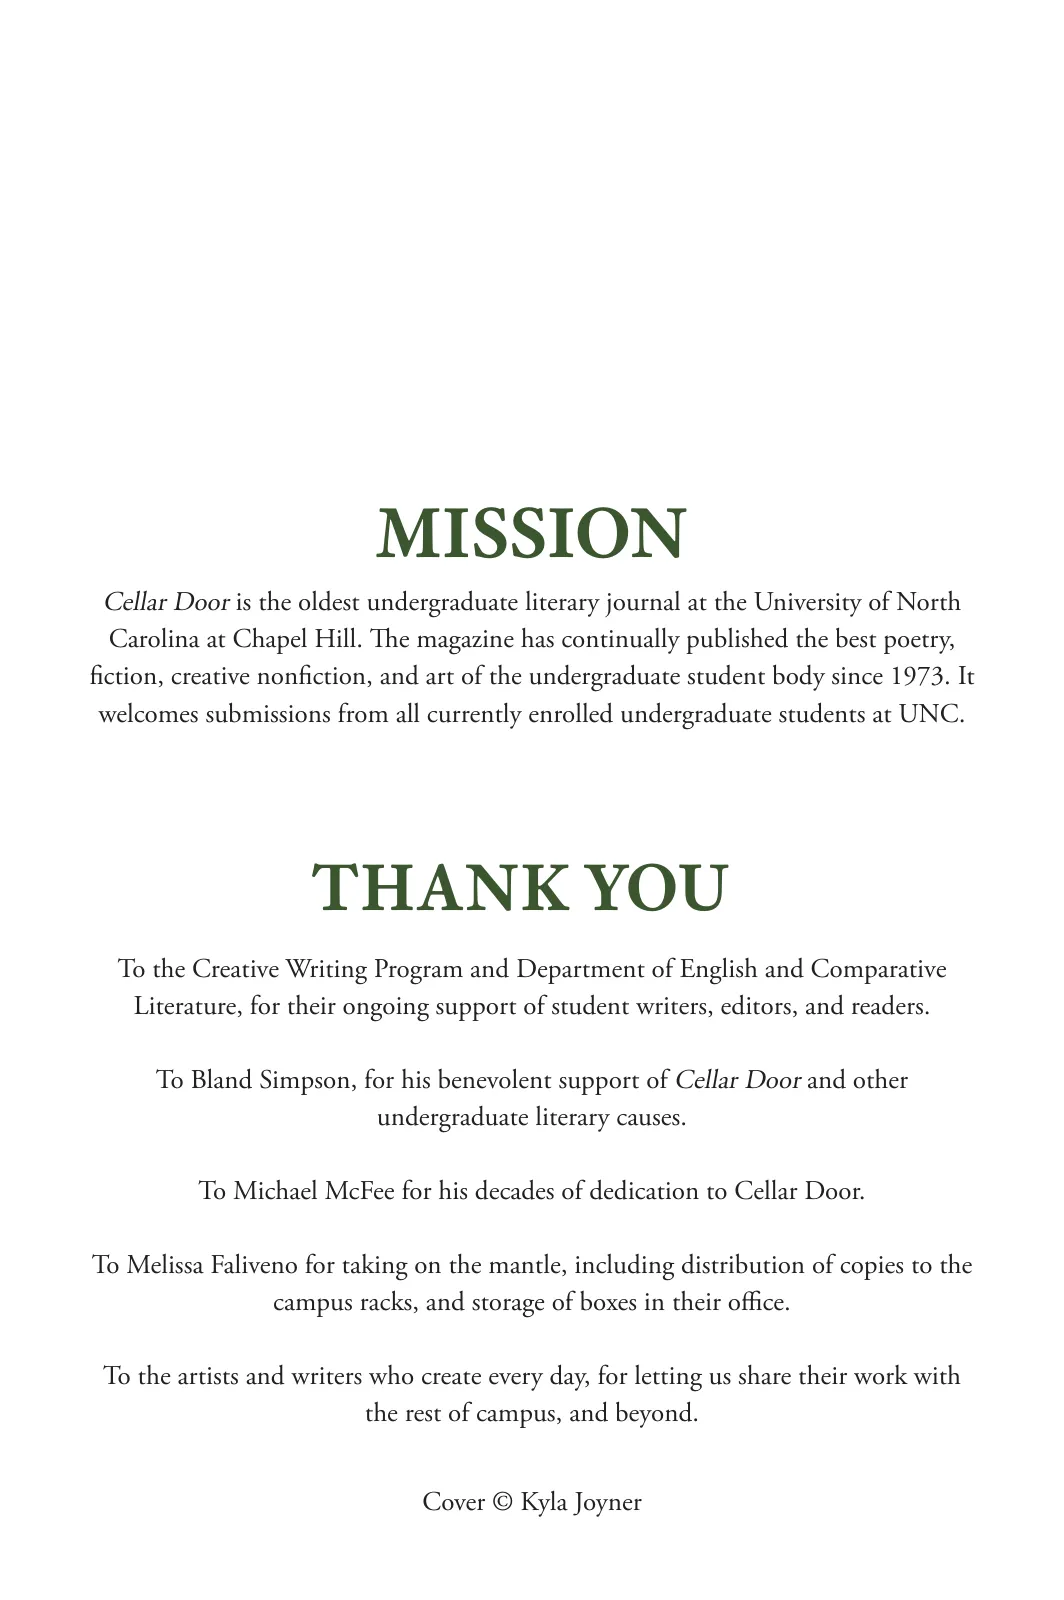 MISSION
Cellar Door is the oldest undergraduate literary journal at the University of North
Carolina at Chapel Hill. The magazine has continually published the best poetry,
fiction, creative nonfiction, and art of the undergraduate student body since 1973. It
welcomes submissions from all currently enrolled undergraduate students at UNC.
THANK YOU
To the Creative Writing Program and Department of English and Comparative
Literature, for their ongoing support of student writers, editors, and readers.
To Bland Simpson, for his benevolent support of Cellar Door and other
undergraduate literary causes.
To Michael McFee for his decades of dedication to Cellar Door.
To Melissa Faliveno for taking on the mantle, including distribution of copies to the
campus racks, and storage of boxes in their office.
To the artists and writers who create every day, for letting us share their work with
the rest of campus, and beyond.
Cover © Kyla Joyner